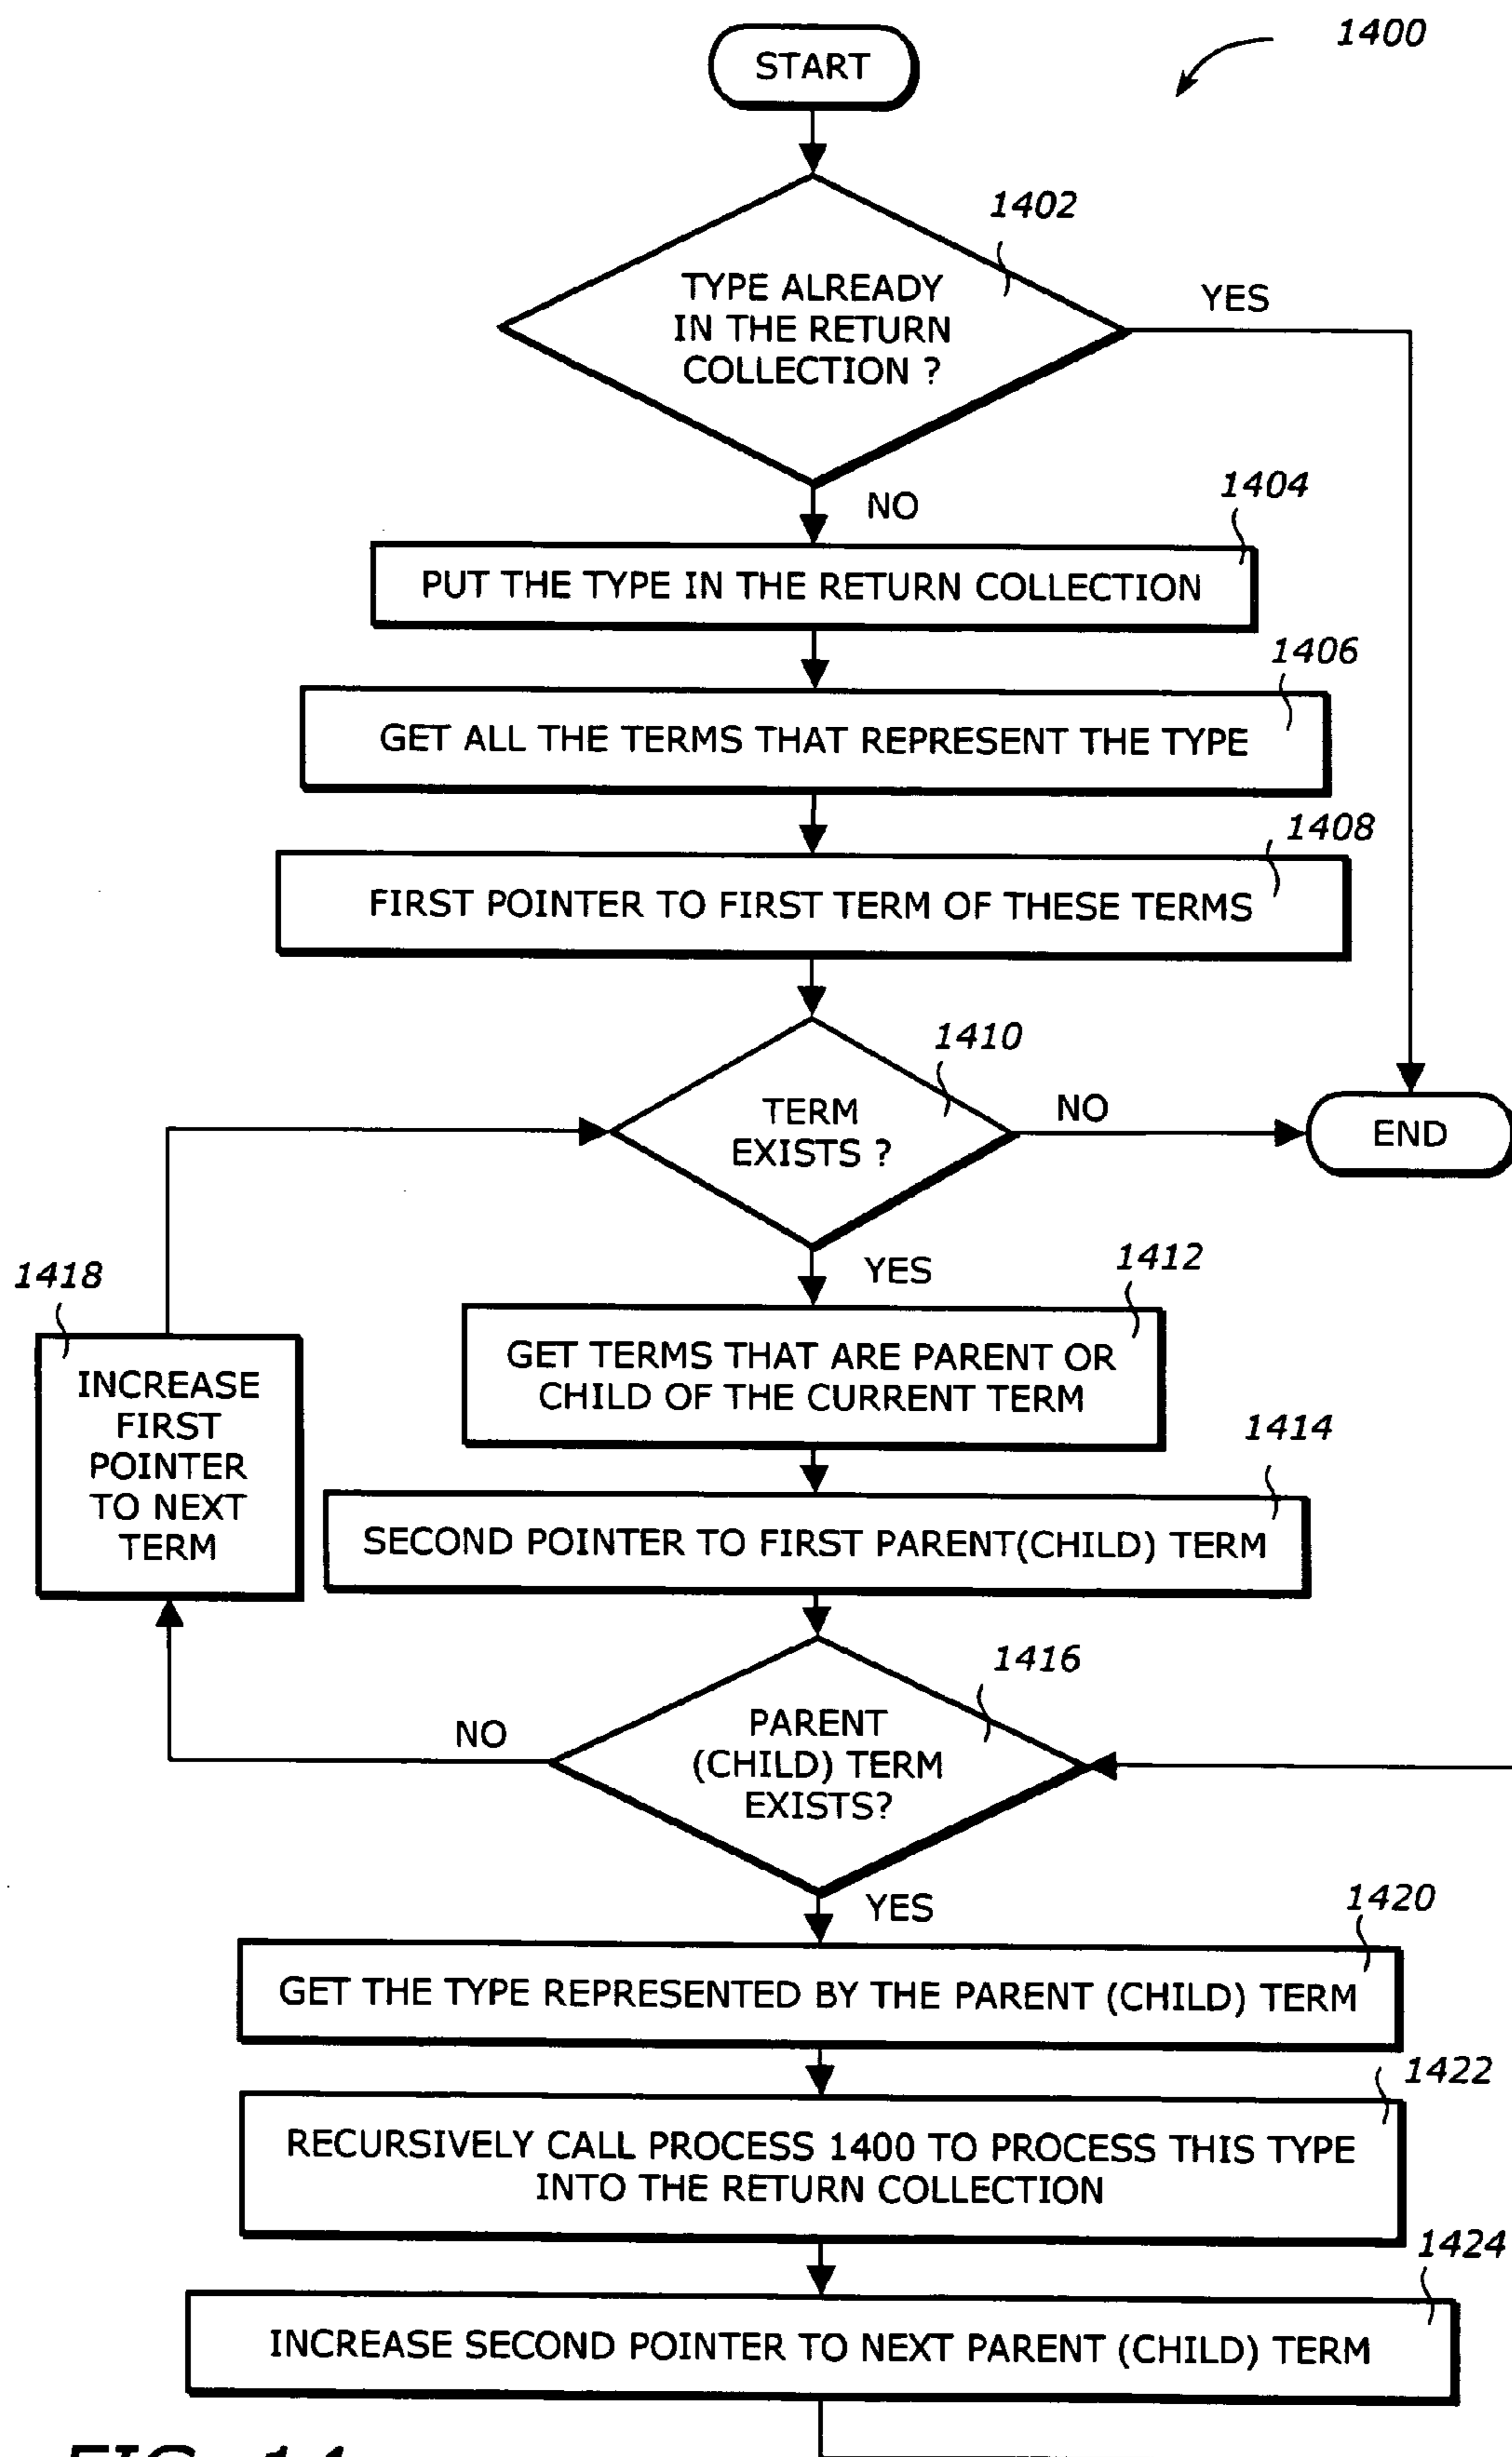 1400
START
1402
TYPE ALREADY
IN THE RETURN
COLLECTION ?
YES
NO
1404
PUT THE TYPE IN THE RETURN COLLECTION
1406
GET ALL THE TERMS THAT REPRESENT THE TYPE
1408
FIRST POINTER TO FIRST TERM OF THESE TERMS
1410
TERM
EXISTS ?
NO
END
YES
1412
GET TERMS THAT ARE PARENT OR
CHILD OF THE CURRENT TERM
1418
INCREASE
FIRST
POINTER
TO NEXT
TERM
1414
SECOND POINTER TO FIRST PARENT(CHILD) TERM
1416
PARENT
(CHILD) TERM
EXISTS?
NO
YES
1420
GET THE TYPE REPRESENTED BY THE PARENT (CHILD) TERM
1422
RECURSIVELY CALL PROCESS 1400 TO PROCESS THIS TYPE
INTO THE RETURN COLLECTION
1424
INCREASE SECOND POINTER TO NEXT PARENT (CHILD) TERM